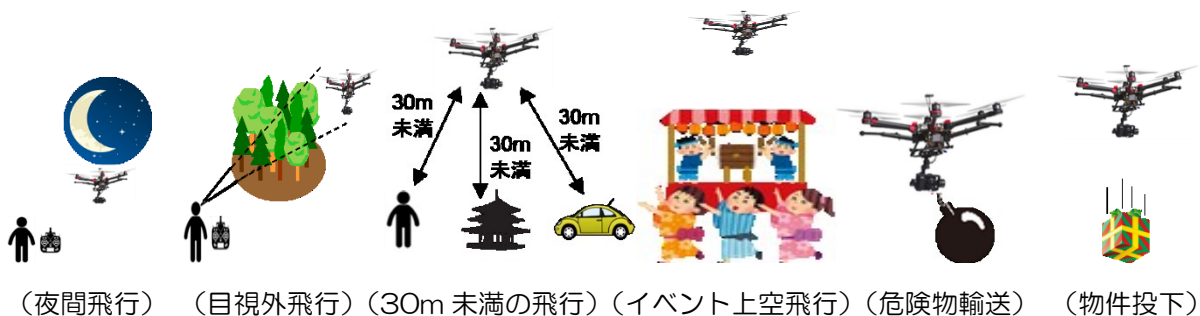 30m
未満
30m
未満
30m
未満
（夜間飛行）
（目視外飛行）
（30m 未満の飛行）
（イベント上空飛行）
（危険物輸送）
（物件投下）